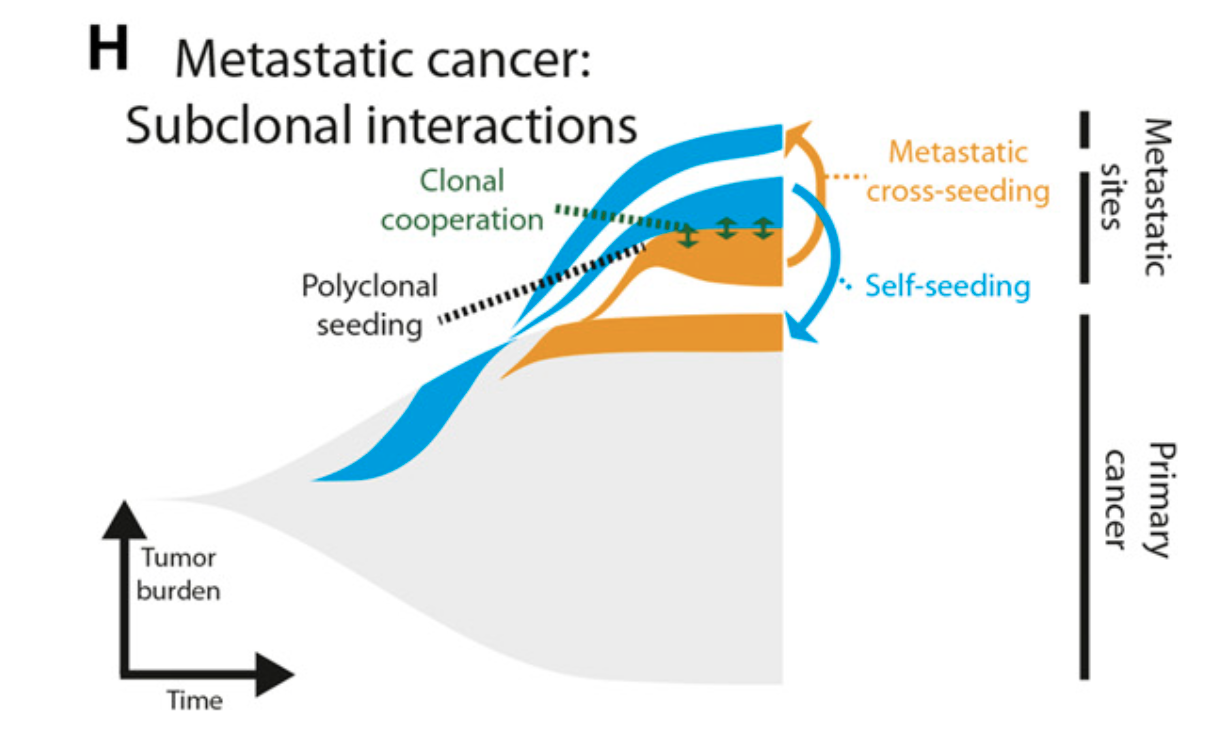 H Metastatic cancer:
Subclonal interactions
Clonal
cooperation
Polyclonal
seeding
Metastatic
cross-seeding
Self-seeding
Metastatic
sites
Primary
cancer
Tumor
burden
Time